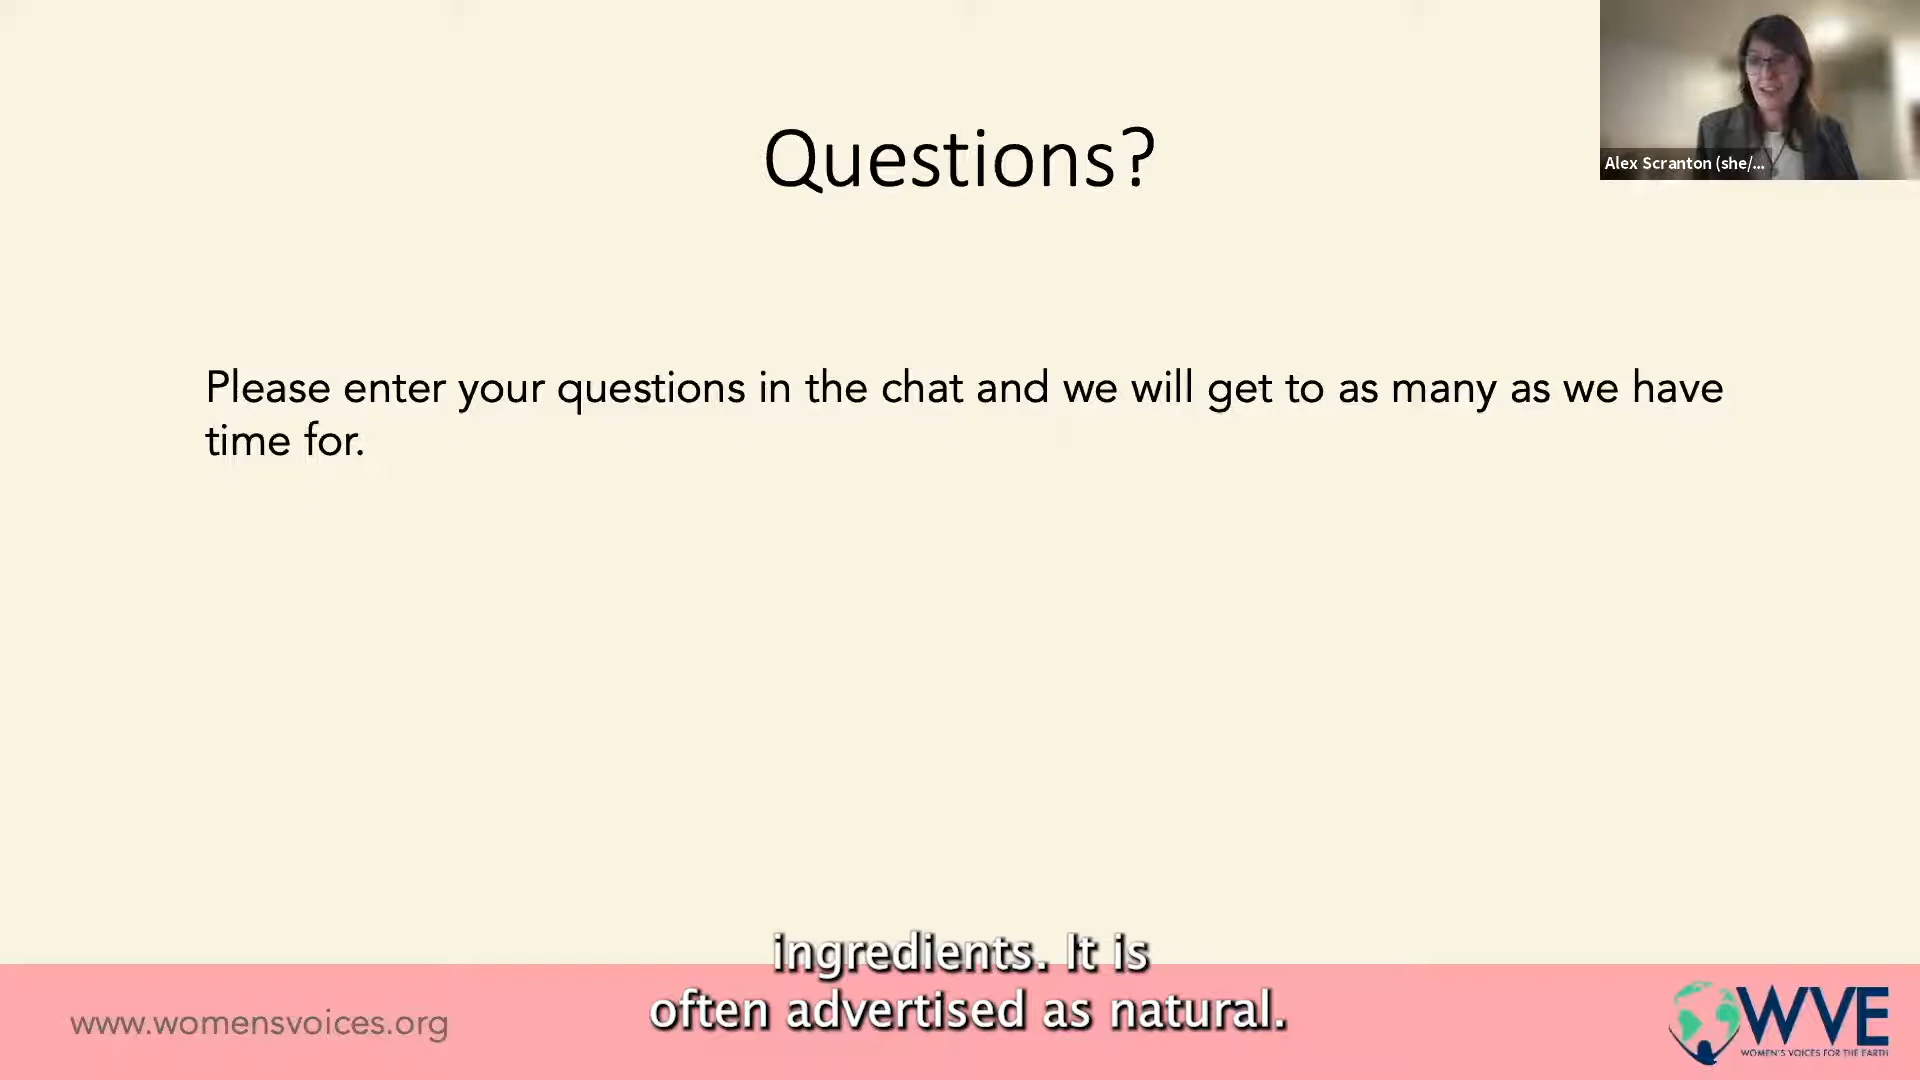 Questions?
Alex Scranton (she/...
Please enter your questions in the chat and we will get to as many as we have
time for.
ingredients. It is
often advertised as natural.
www.womensvoices.org
WVE
WOMEN'S VOICES FOR THE EARTH